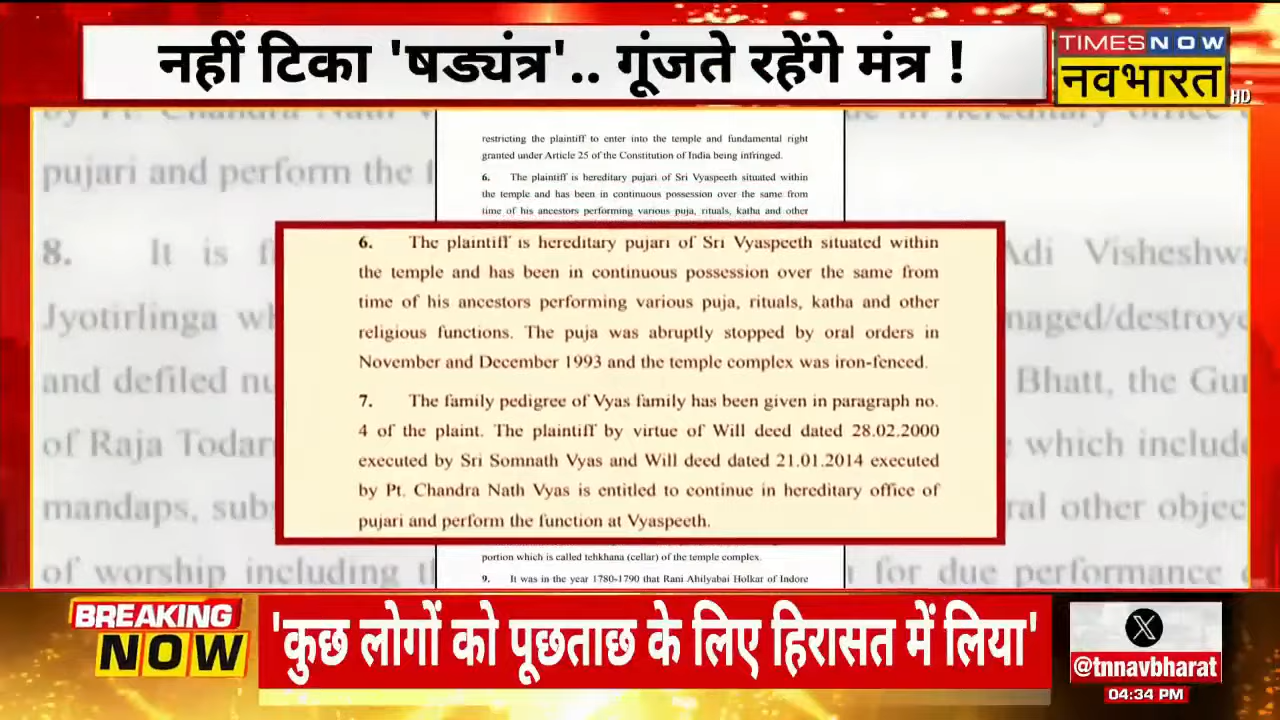 नहीं टिका 'षड्यंत्र'.. गूंजते रहेंगे मंत्र !
TIMES NOW
नवभारत
HD
restricting the plaintiff to enter into the temple and fundamental right
granted under Article 25 of the Constitution of India being infringed.
6. The plaintiff is hereditary pujari of Sri Vyaspeeth situated within
the temple and has been in continuous possession over the same from
time of his ancestors performing various puja, rituals, katha and other
pujari and perform the f
8. It is f
Jyotirlinga wh
and defiled nu
of Raja Todar
mandaps, sub
of worship including t
Adi Visheshwa
maged/destroye
Bhatt, the Gur
which include
ral other objec
for due performance
6. The plaintiff is hereditary pujari of Sri Vyaspeeth situated within
the temple and has been in continuous possession over the same from
time of his ancestors performing various puja, rituals, katha and other
religious functions. The puja was abruptly stopped by oral orders in
November and December 1993 and the temple complex was iron-fenced.
7. The family pedigree of Vyas family has been given in paragraph no.
4 of the plaint. The plaintiff by virtue of Will deed dated 28.02.2000
executed by Sri Somnath Vyas and Will deed dated 21.01.2014 executed
by Pt. Chandra Nath Vyas is entitled to continue in hereditary office of
pujari and perform the function at Vyaspeeth.
portion which is called tehkhana (cellar) of the temple complex.
9. It was in the year 1780-1790 that Rani Ahilyabai Holkar of Indore
BREAKING
NOW
'कुछ लोगों को पूछताछ के लिए हिरासत में लिया'
X
@tnnavbharat
04:34 PM